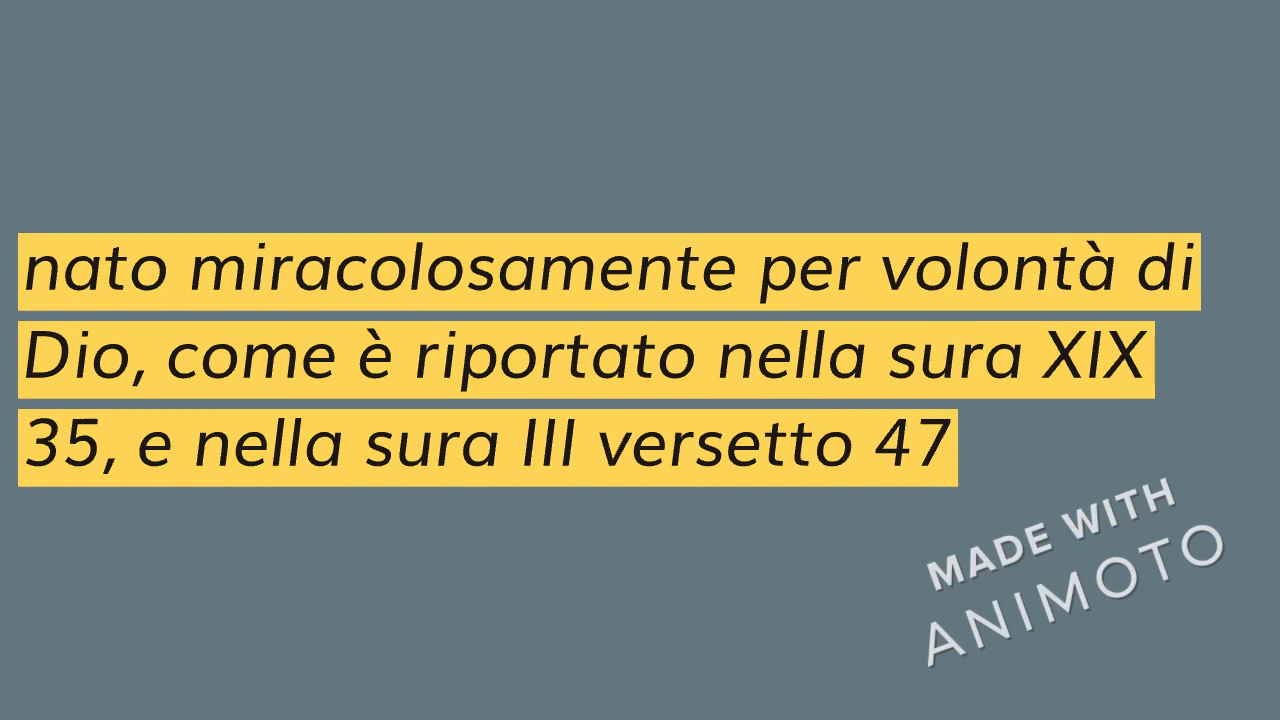 nato miracolosamente per volontà di
Dio, come è riportato nella sura XIX
35, e nella sura III versetto 47
MADE WITH
ANIMOTO